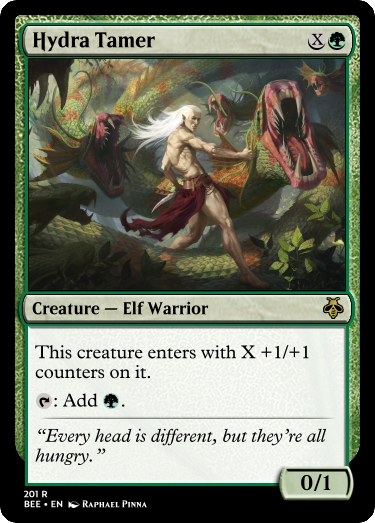 Hydra Tamer X
Creature — Elf Warrior
This creature enters with X +1/+1
counters on it.
: Add .
“Every head is different, but they’re all
hungry.”
0/1
201 R
BEE • EN Raphael Pinna